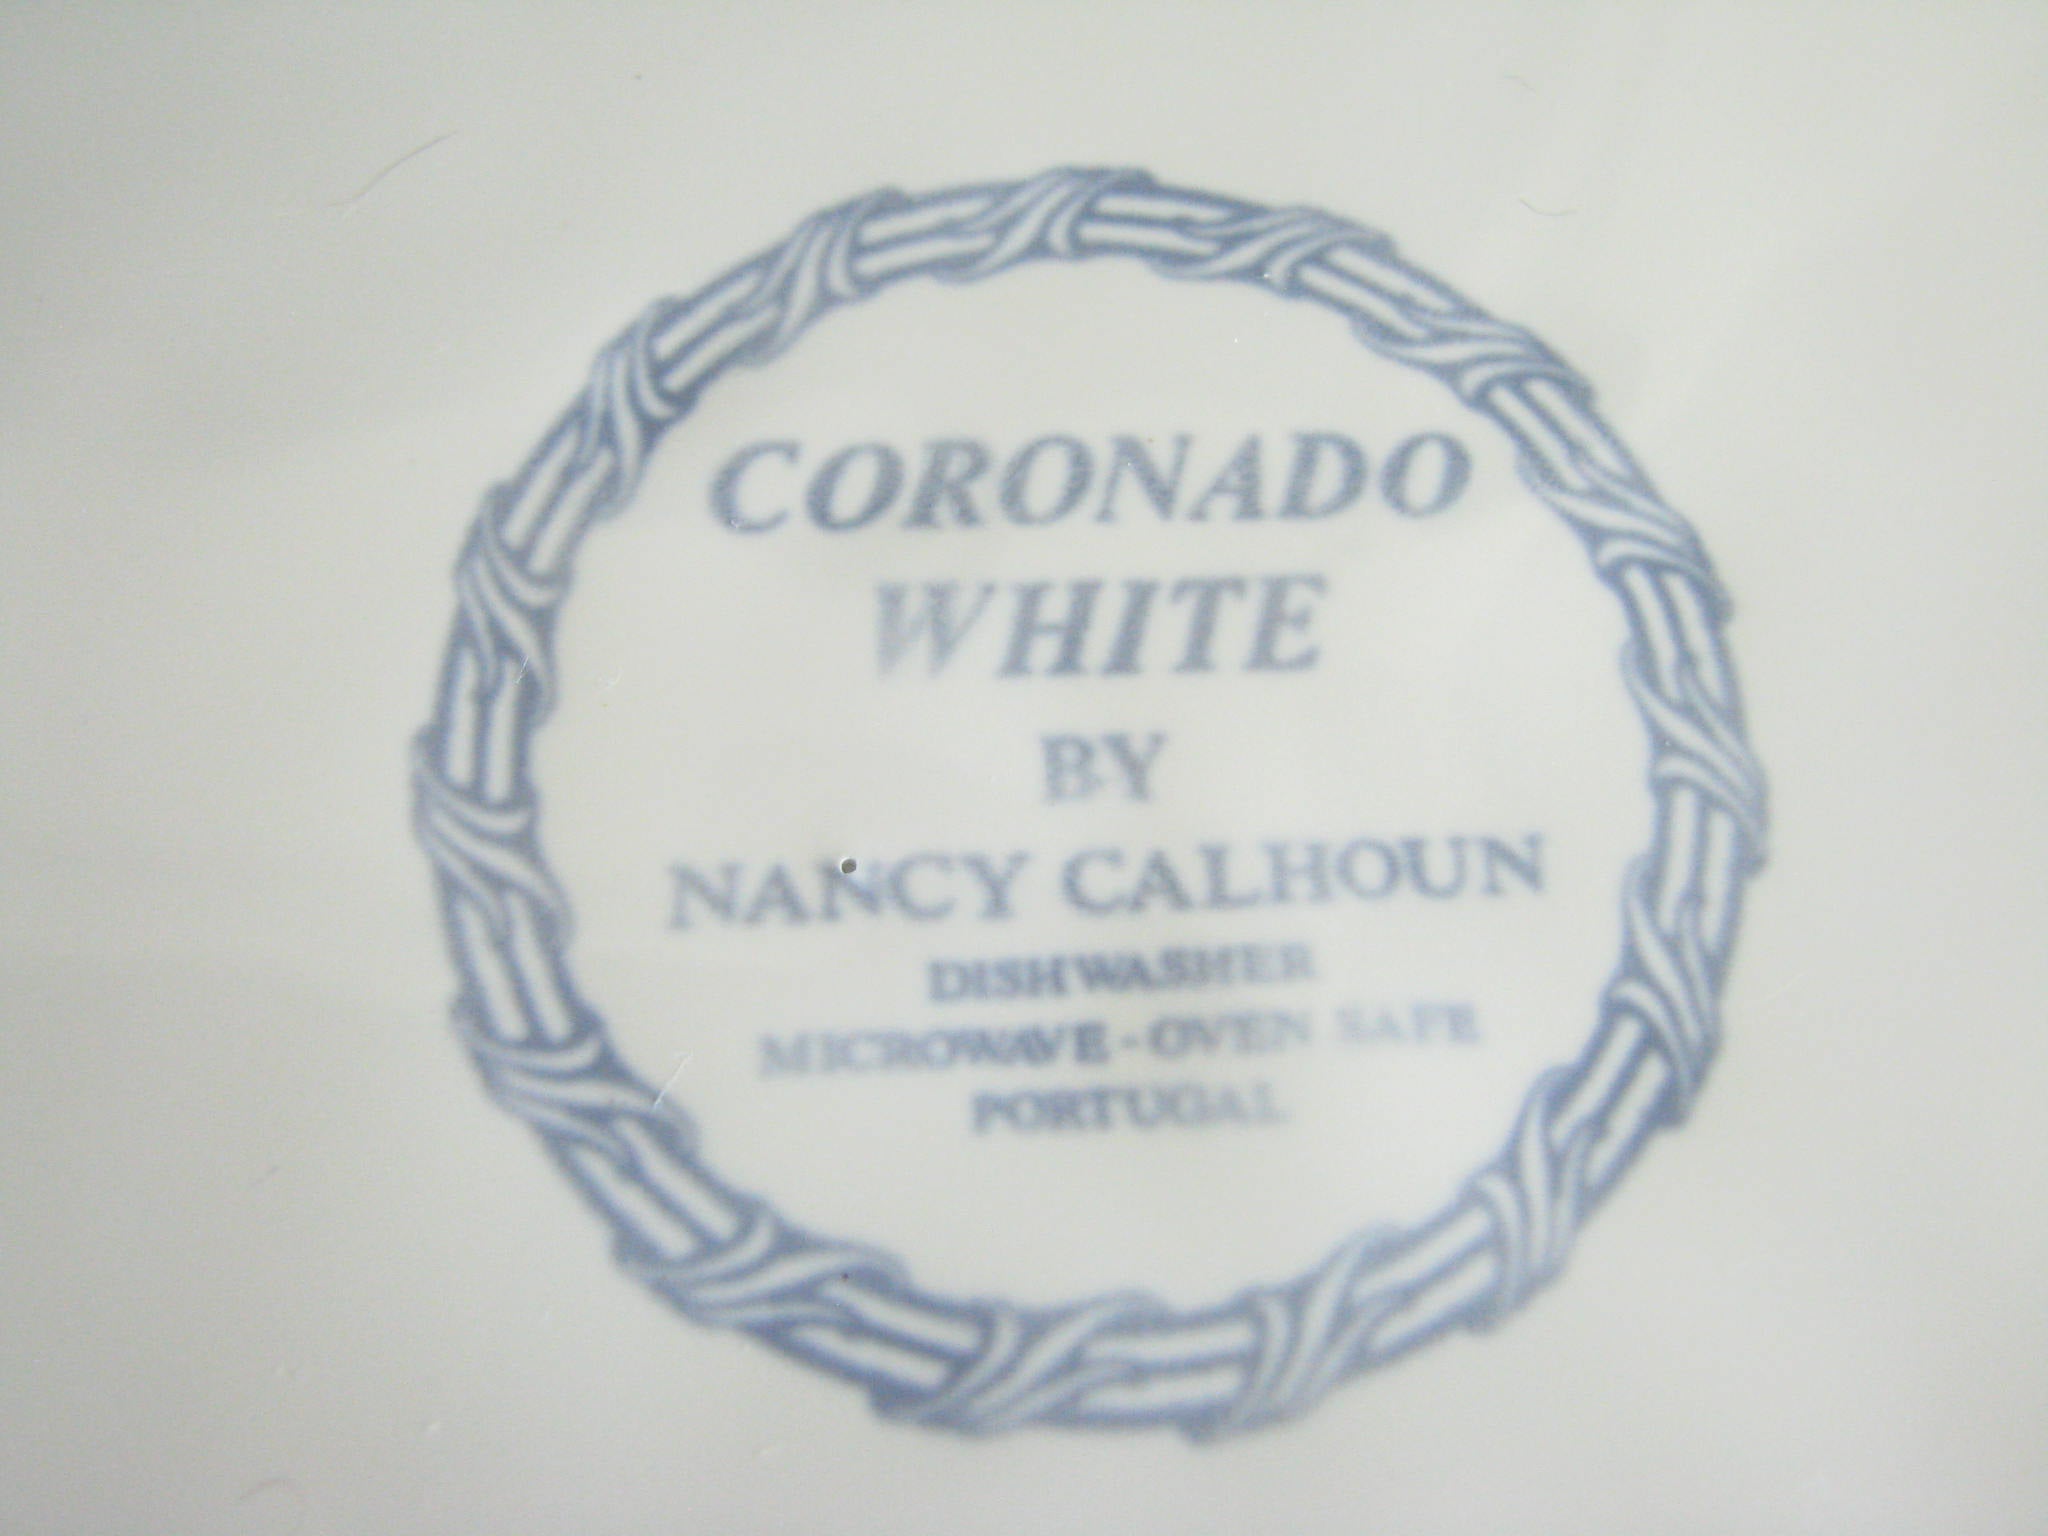 CORONADO
WHITE
BY
NANCY CALHOUN
DISHWASHER
MICROWAVE - OVEN SAFE
PORTUGAL